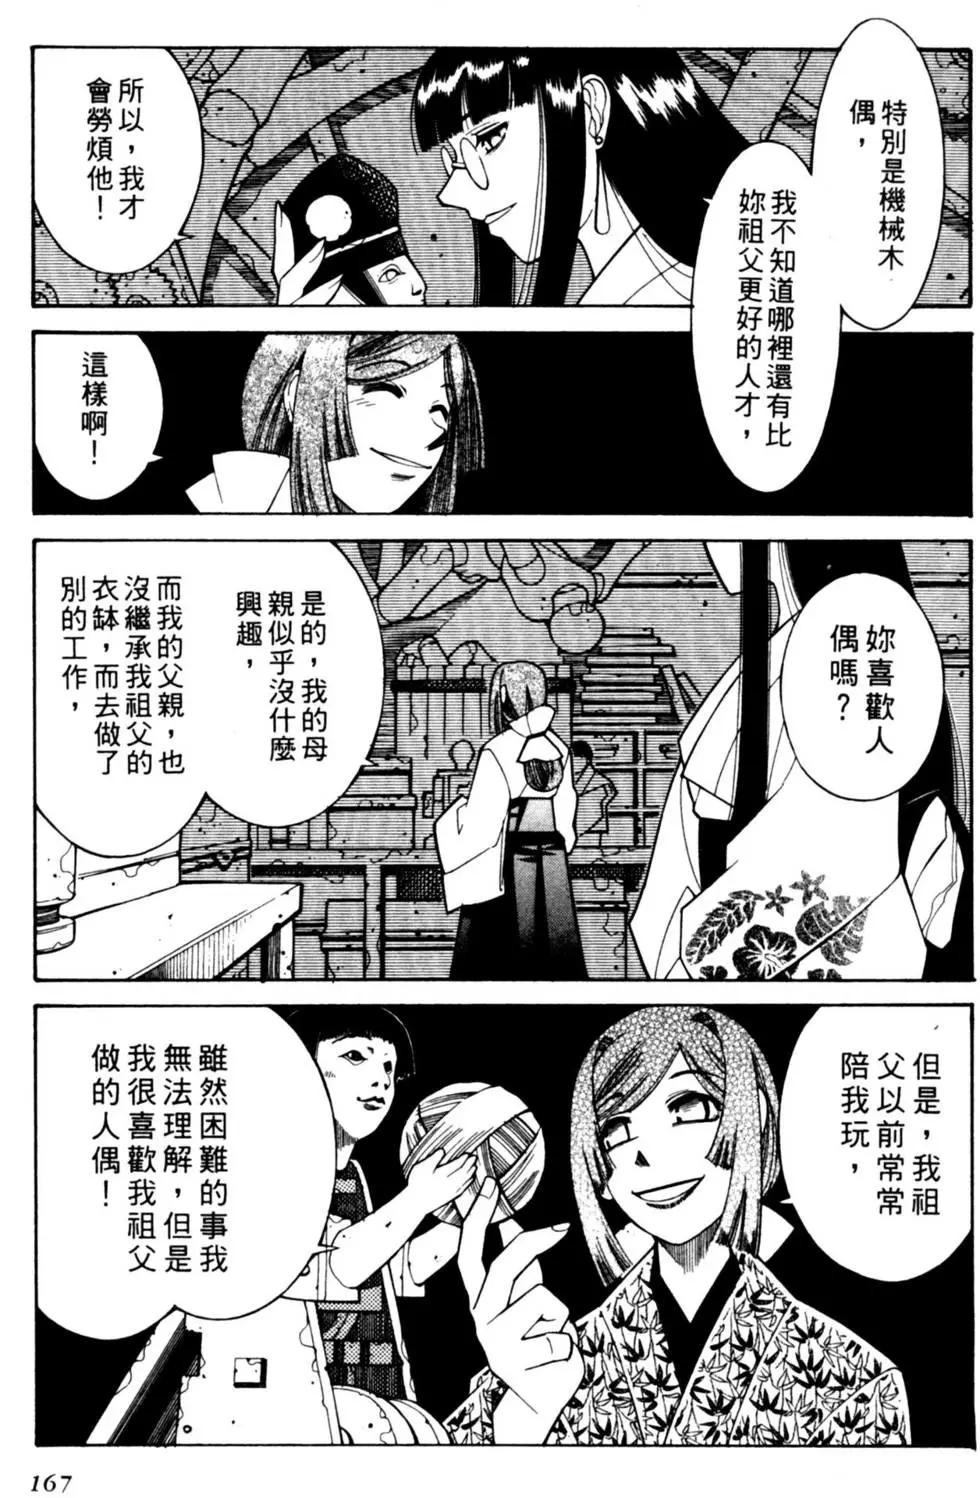 特別是機械木
偶，
我不知道哪裡還有比
妳祖父更好的人才，
所以，我才
會勞煩他！
這樣啊！
妳喜歡人
偶嗎？
是的，我的母
親似乎沒什麼
興趣，
而我的父親，也
沒繼承我祖父的
衣缽，而去做了
別的工作，
但是，我祖
父以前常常
陪我玩，
雖然困難的事我
無法理解，但是
我很喜歡我祖父
做的人偶！
167